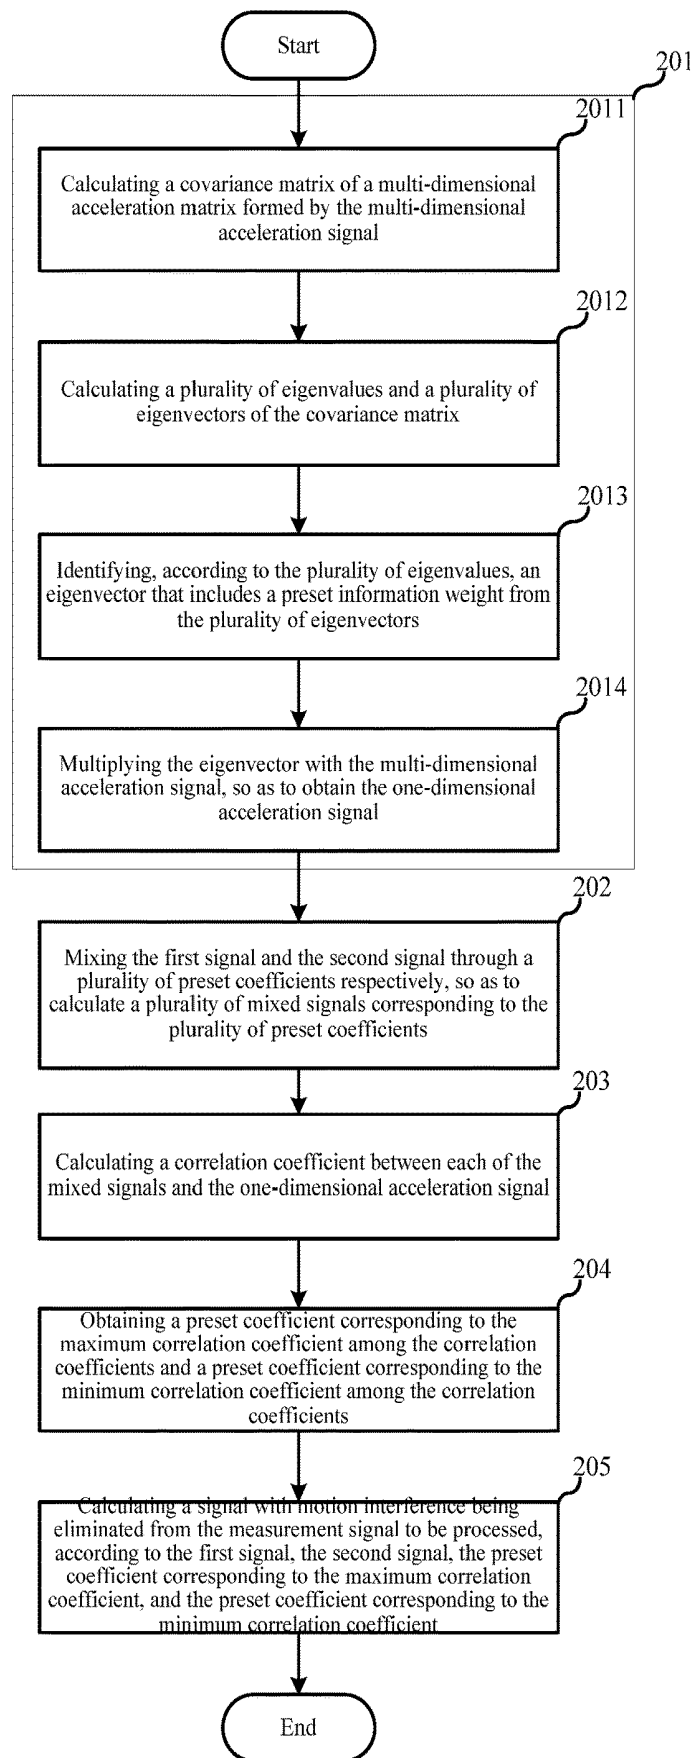 Start
201
2011
Calculating a covariance matrix of a multi-dimensional
acceleration matrix formed by the multi-dimensional
acceleration signal
2012
Calculating a plurality of eigenvalues and a plurality of
eigenvectors of the covariance matrix
2013
Identifying, according to the plurality of eigenvalues, an
eigenvector that includes a preset information weight from
the plurality of eigenvectors
2014
Multiplying the eigenvector with the multi-dimensional
acceleration signal, so as to obtain the one-dimensional
acceleration signal
202
Mixing the first signal and the second signal through a
plurality of preset coefficients respectively, so as to
calculate a plurality of mixed signals corresponding to the
plurality of preset coefficients
203
Calculating a correlation coefficient between each of the
mixed signals and the one-dimensional acceleration signal
204
Obtaining a preset coefficient corresponding to the
maximum correlation coefficient among the correlation
coefficients and a preset coefficient corresponding to the
minimum correlation coefficient among the correlation
coefficients
205
Calculating a signal with motion interference being
eliminated from the measurement signal to be processed,
according to the first signal, the second signal, the preset
coefficient corresponding to the maximum correlation
coefficient, and the preset coefficient corresponding to the
minimum correlation coefficient
End